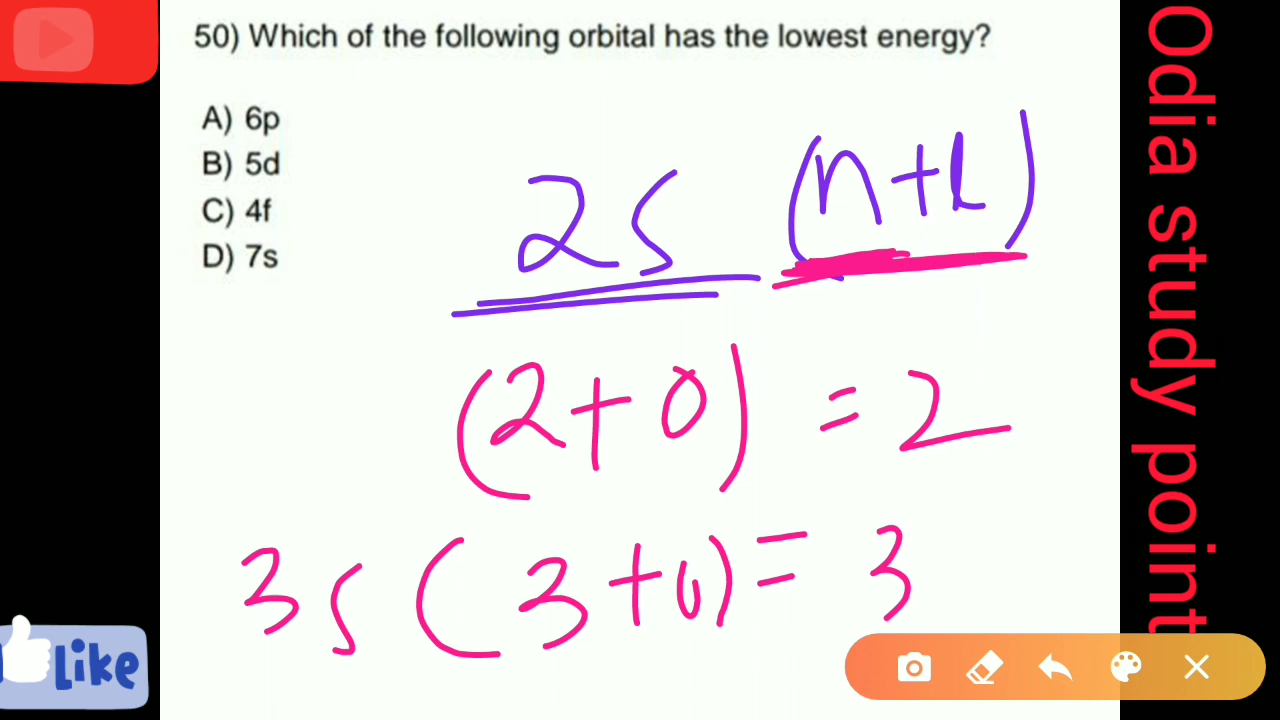 50) Which of the following orbital has the lowest energy?
A) 6p
B) 5d
C) 4f
D) 7s
2s (n+l)
(2+0) = 2
3s (3+0) = 3
Like
Odia study point